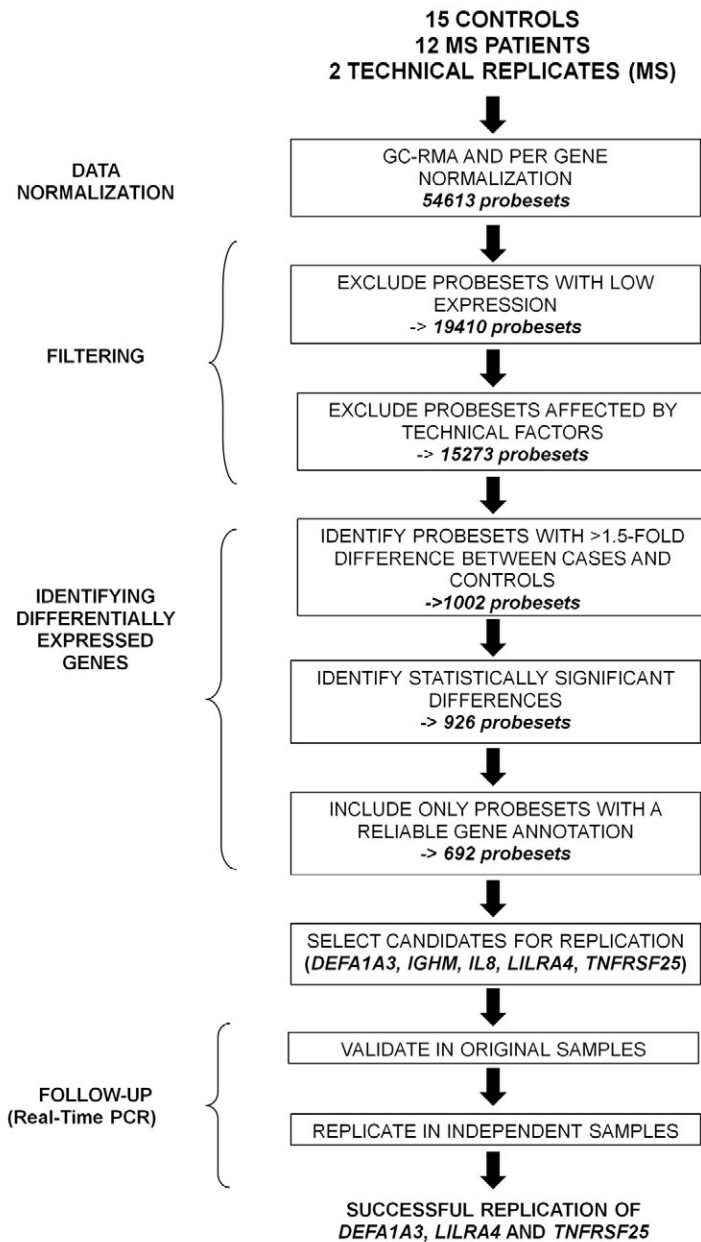 15 CONTROLS
12 MS PATIENTS
2 TECHNICAL REPLICATES (MS)
DATA
NORMALIZATION
GC-RMA AND PER GENE
NORMALIZATION
54613 probesets
FILTERING
EXCLUDE PROBESETS WITH LOW
EXPRESSION
-> 19410 probesets
EXCLUDE PROBESETS AFFECTED BY
TECHNICAL FACTORS
-> 15273 probesets
IDENTIFYING
DIFFERENTIALLY
EXPRESSED
GENES
IDENTIFY PROBESETS WITH >1.5-FOLD
DIFFERENCE BETWEEN CASES AND
CONTROLS
->1002 probesets
IDENTIFY STATISTICALLY SIGNIFICANT
DIFFERENCES
-> 926 probesets
INCLUDE ONLY PROBESETS WITH A
RELIABLE GENE ANNOTATION
-> 692 probesets
SELECT CANDIDATES FOR REPLICATION
(DEFA1A3, IGHM, IL8, LILRA4, TNFRSF25)
FOLLOW-UP
(Real-Time PCR)
VALIDATE IN ORIGINAL SAMPLES
REPLICATE IN INDEPENDENT SAMPLES
SUCCESSFUL REPLICATION OF
DEFA1A3, LILRA4 AND TNFRSF25